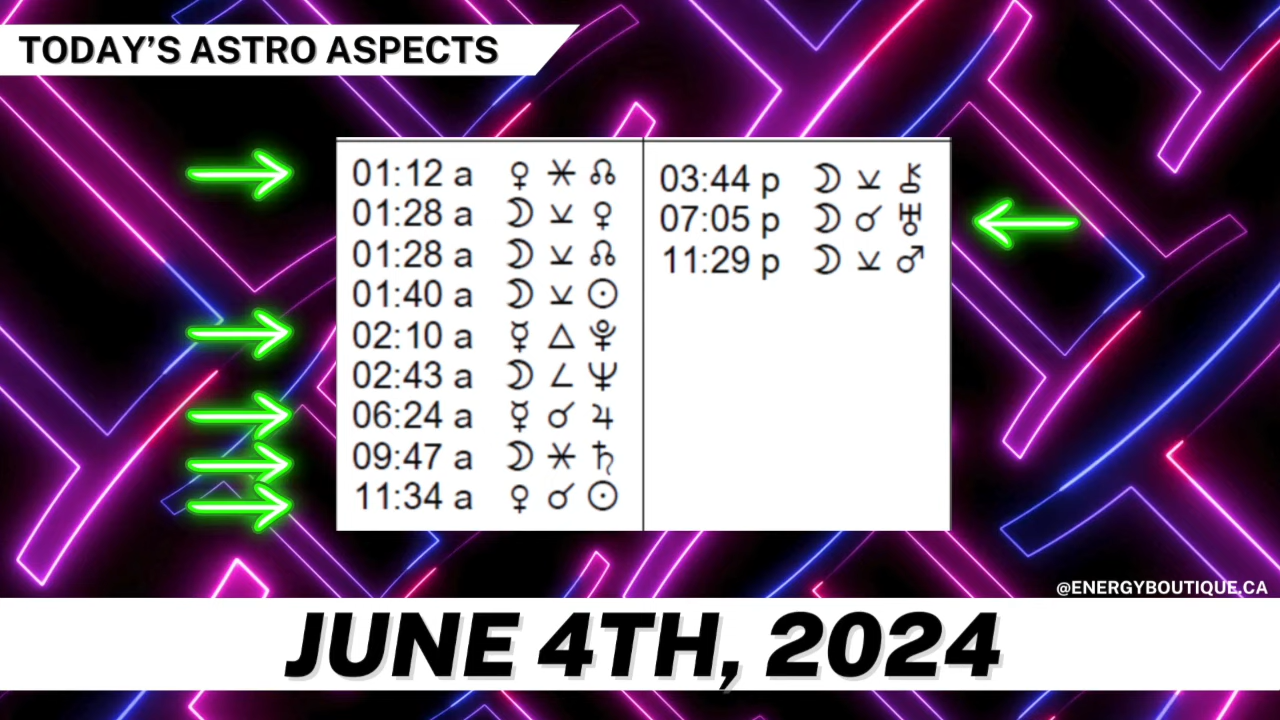 TODAY'S ASTRO ASPECTS
01:12 a ♀ ⚹ ☊
01:28 a ☽ ⚺ ♀
01:28 a ☽ ⚺ ☊
01:40 a ☽ ⚺ ☉
02:10 a ☿ △ ♇
02:43 a ☽ ∠ ♆
06:24 a ☿ ☌ ♃
09:47 a ☽ ⚹ ♄
11:34 a ♀ ☌ ☉
03:44 p ☽ ⚺ ⚷
07:05 p ☽ ☌ ♅
11:29 p ☽ ⚺ ♂
@ENERGYBOUTIQUE.CA
JUNE 4TH, 2024